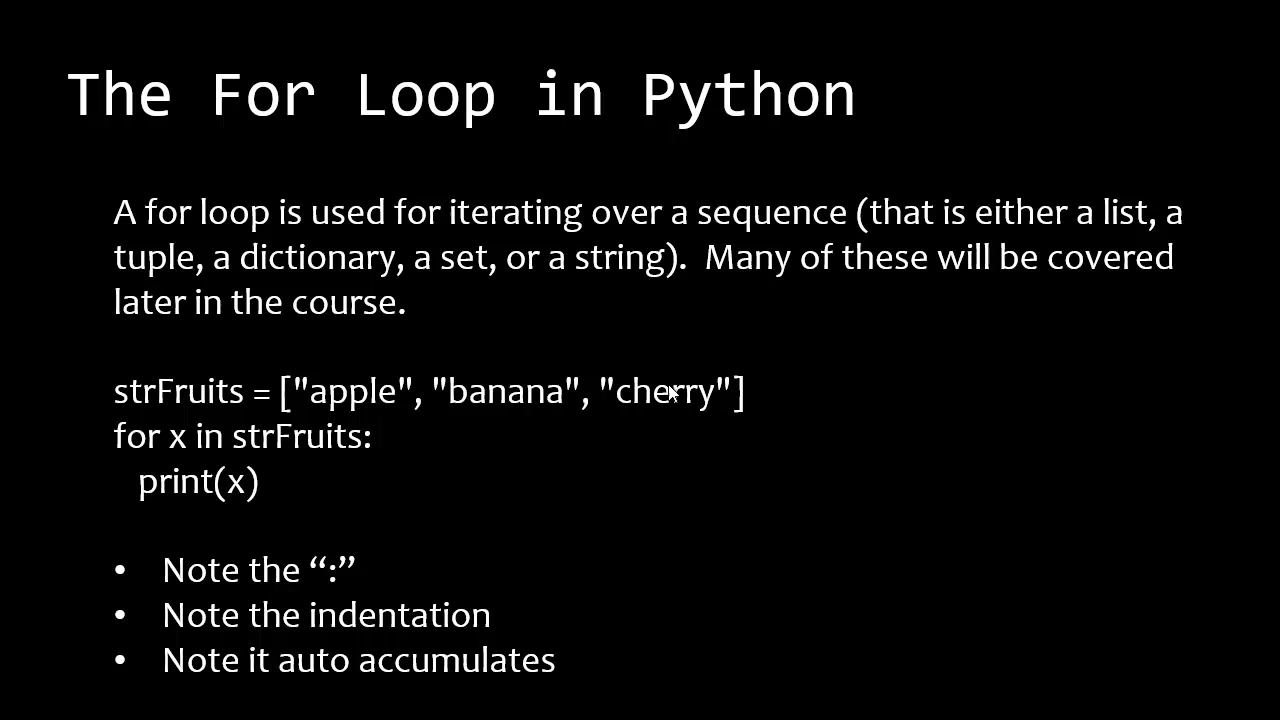 The For Loop in Python
A for loop is used for iterating over a sequence (that is either a list, a
tuple, a dictionary, a set, or a string).  Many of these will be covered
later in the course.
strFruits = ["apple", "banana", "cherry"]
for x in strFruits:
   print(x)
• Note the “:”
• Note the indentation
• Note it auto accumulates